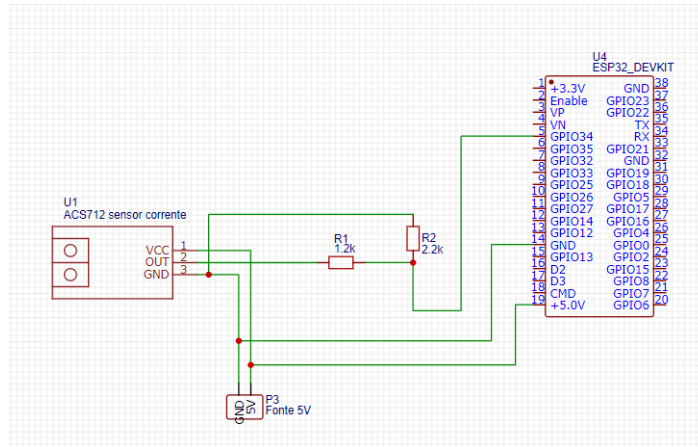 U4
ESP32_DEVKIT
1 +3.3V GND 38
2 Enable GPIO23 37
3 VP GPIO22 36
4 VN TX 35
5 GPIO34 RX 34
6 GPIO35 GPIO21 33
7 GPIO32 GND 32
8 GPIO33 GPIO19 31
9 GPIO25 GPIO18 30
10 GPIO26 GPIO5 29
11 GPIO27 GPIO17 28
12 GPIO14 GPIO16 27
13 GPIO12 GPIO4 26
14 GND GPIO0 25
15 GPIO13 GPIO2 24
16 D2 GPIO15 23
17 D3 GPIO8 22
18 CMD GPIO7 21
19 +5.0V GPIO6 20
U1
ACS712 sensor corrente
VCC 1
OUT 2
GND 3
R1
1.2k
R2
2.2k
P3
Fonte 5V
GND
5V